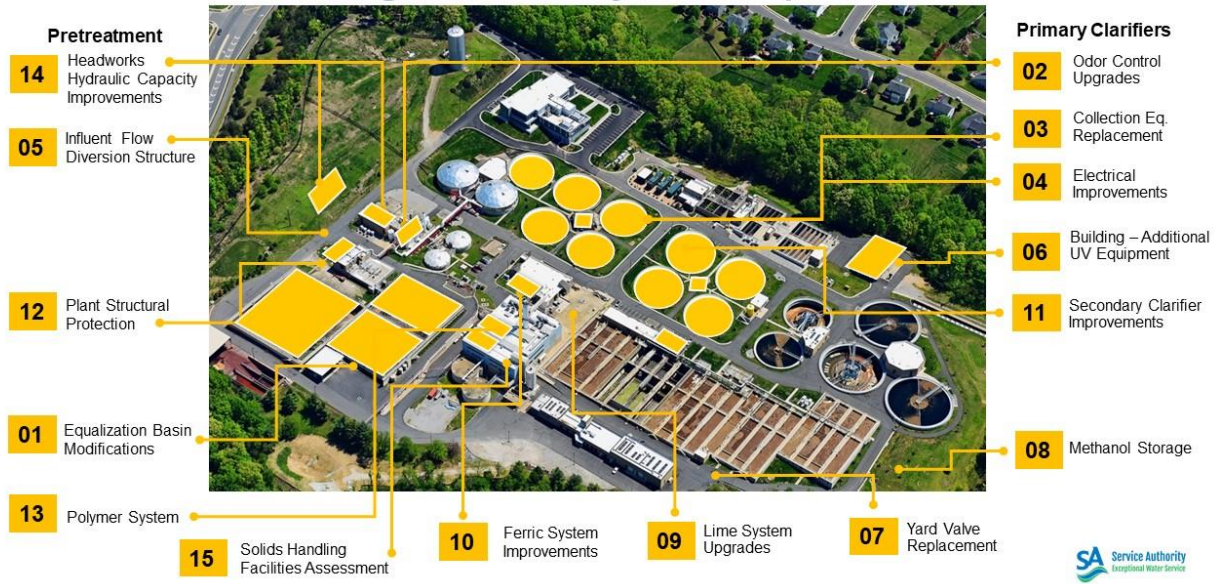 Pretreatment
14
Headworks
Hydraulic Capacity
Improvements
05
Influent Flow
Diversion Structure
12
Plant Structural
Protection
01
Equalization Basin
Modifications
13
Polymer System
15
Solids Handling
Facilities Assessment
10
Ferric System
Improvements
09
Lime System
Upgrades
07
Yard Valve
Replacement
Primary Clarifiers
02
Odor Control
Upgrades
03
Collection Eq.
Replacement
04
Electrical
Improvements
06
Building – Additional
UV Equipment
11
Secondary Clarifier
Improvements
08
Methanol Storage
SA Service Authority
Exceptional Water Service